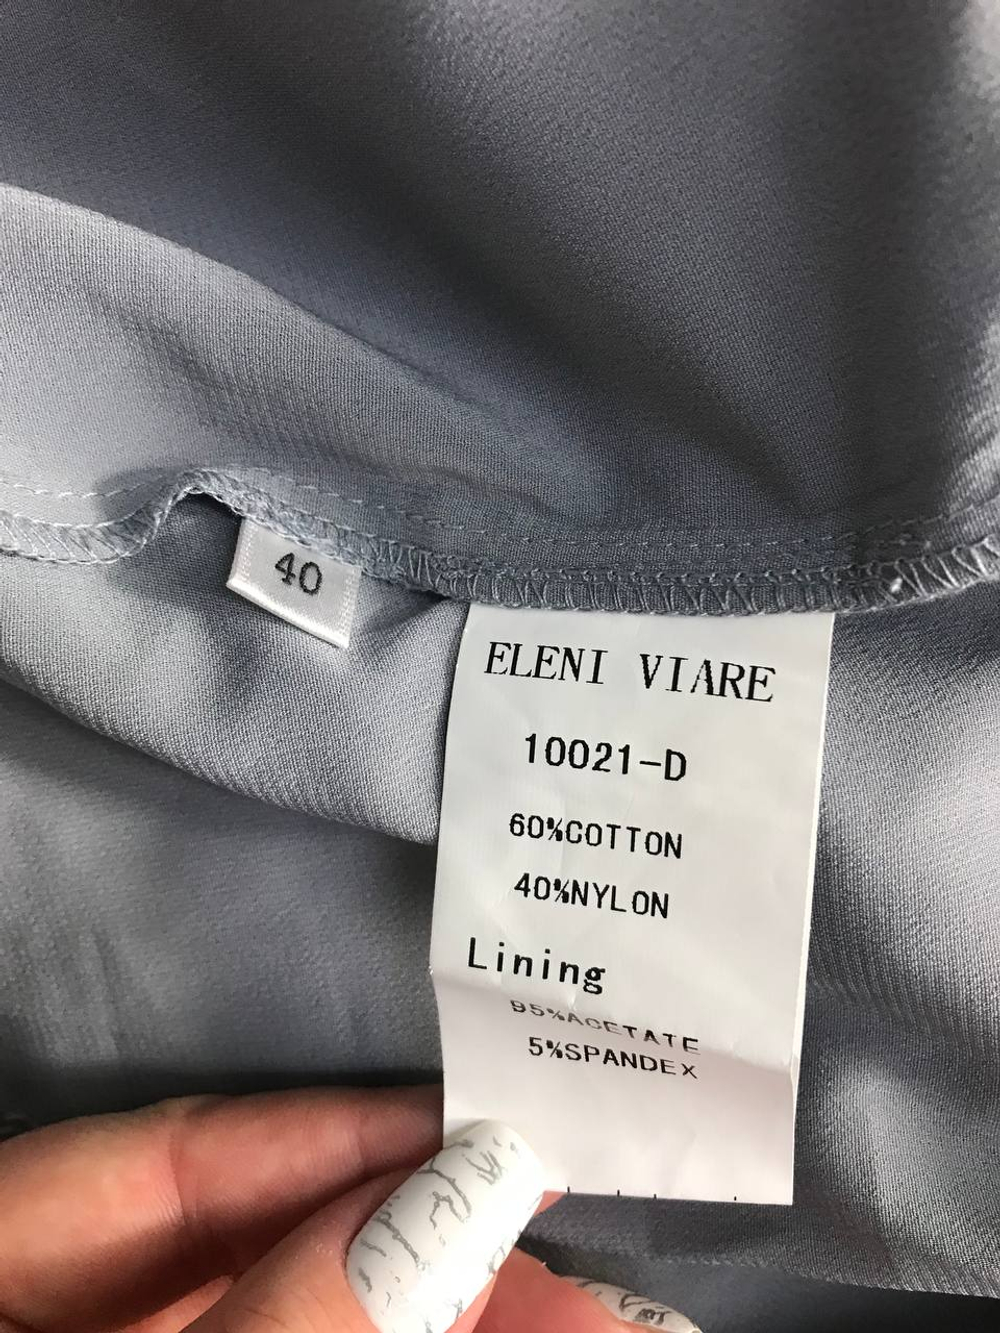 40
ELENI VIARE
10021-D
60%COTTON
40%NYLON
Lining
95%ACETATE
5%SPANDEX